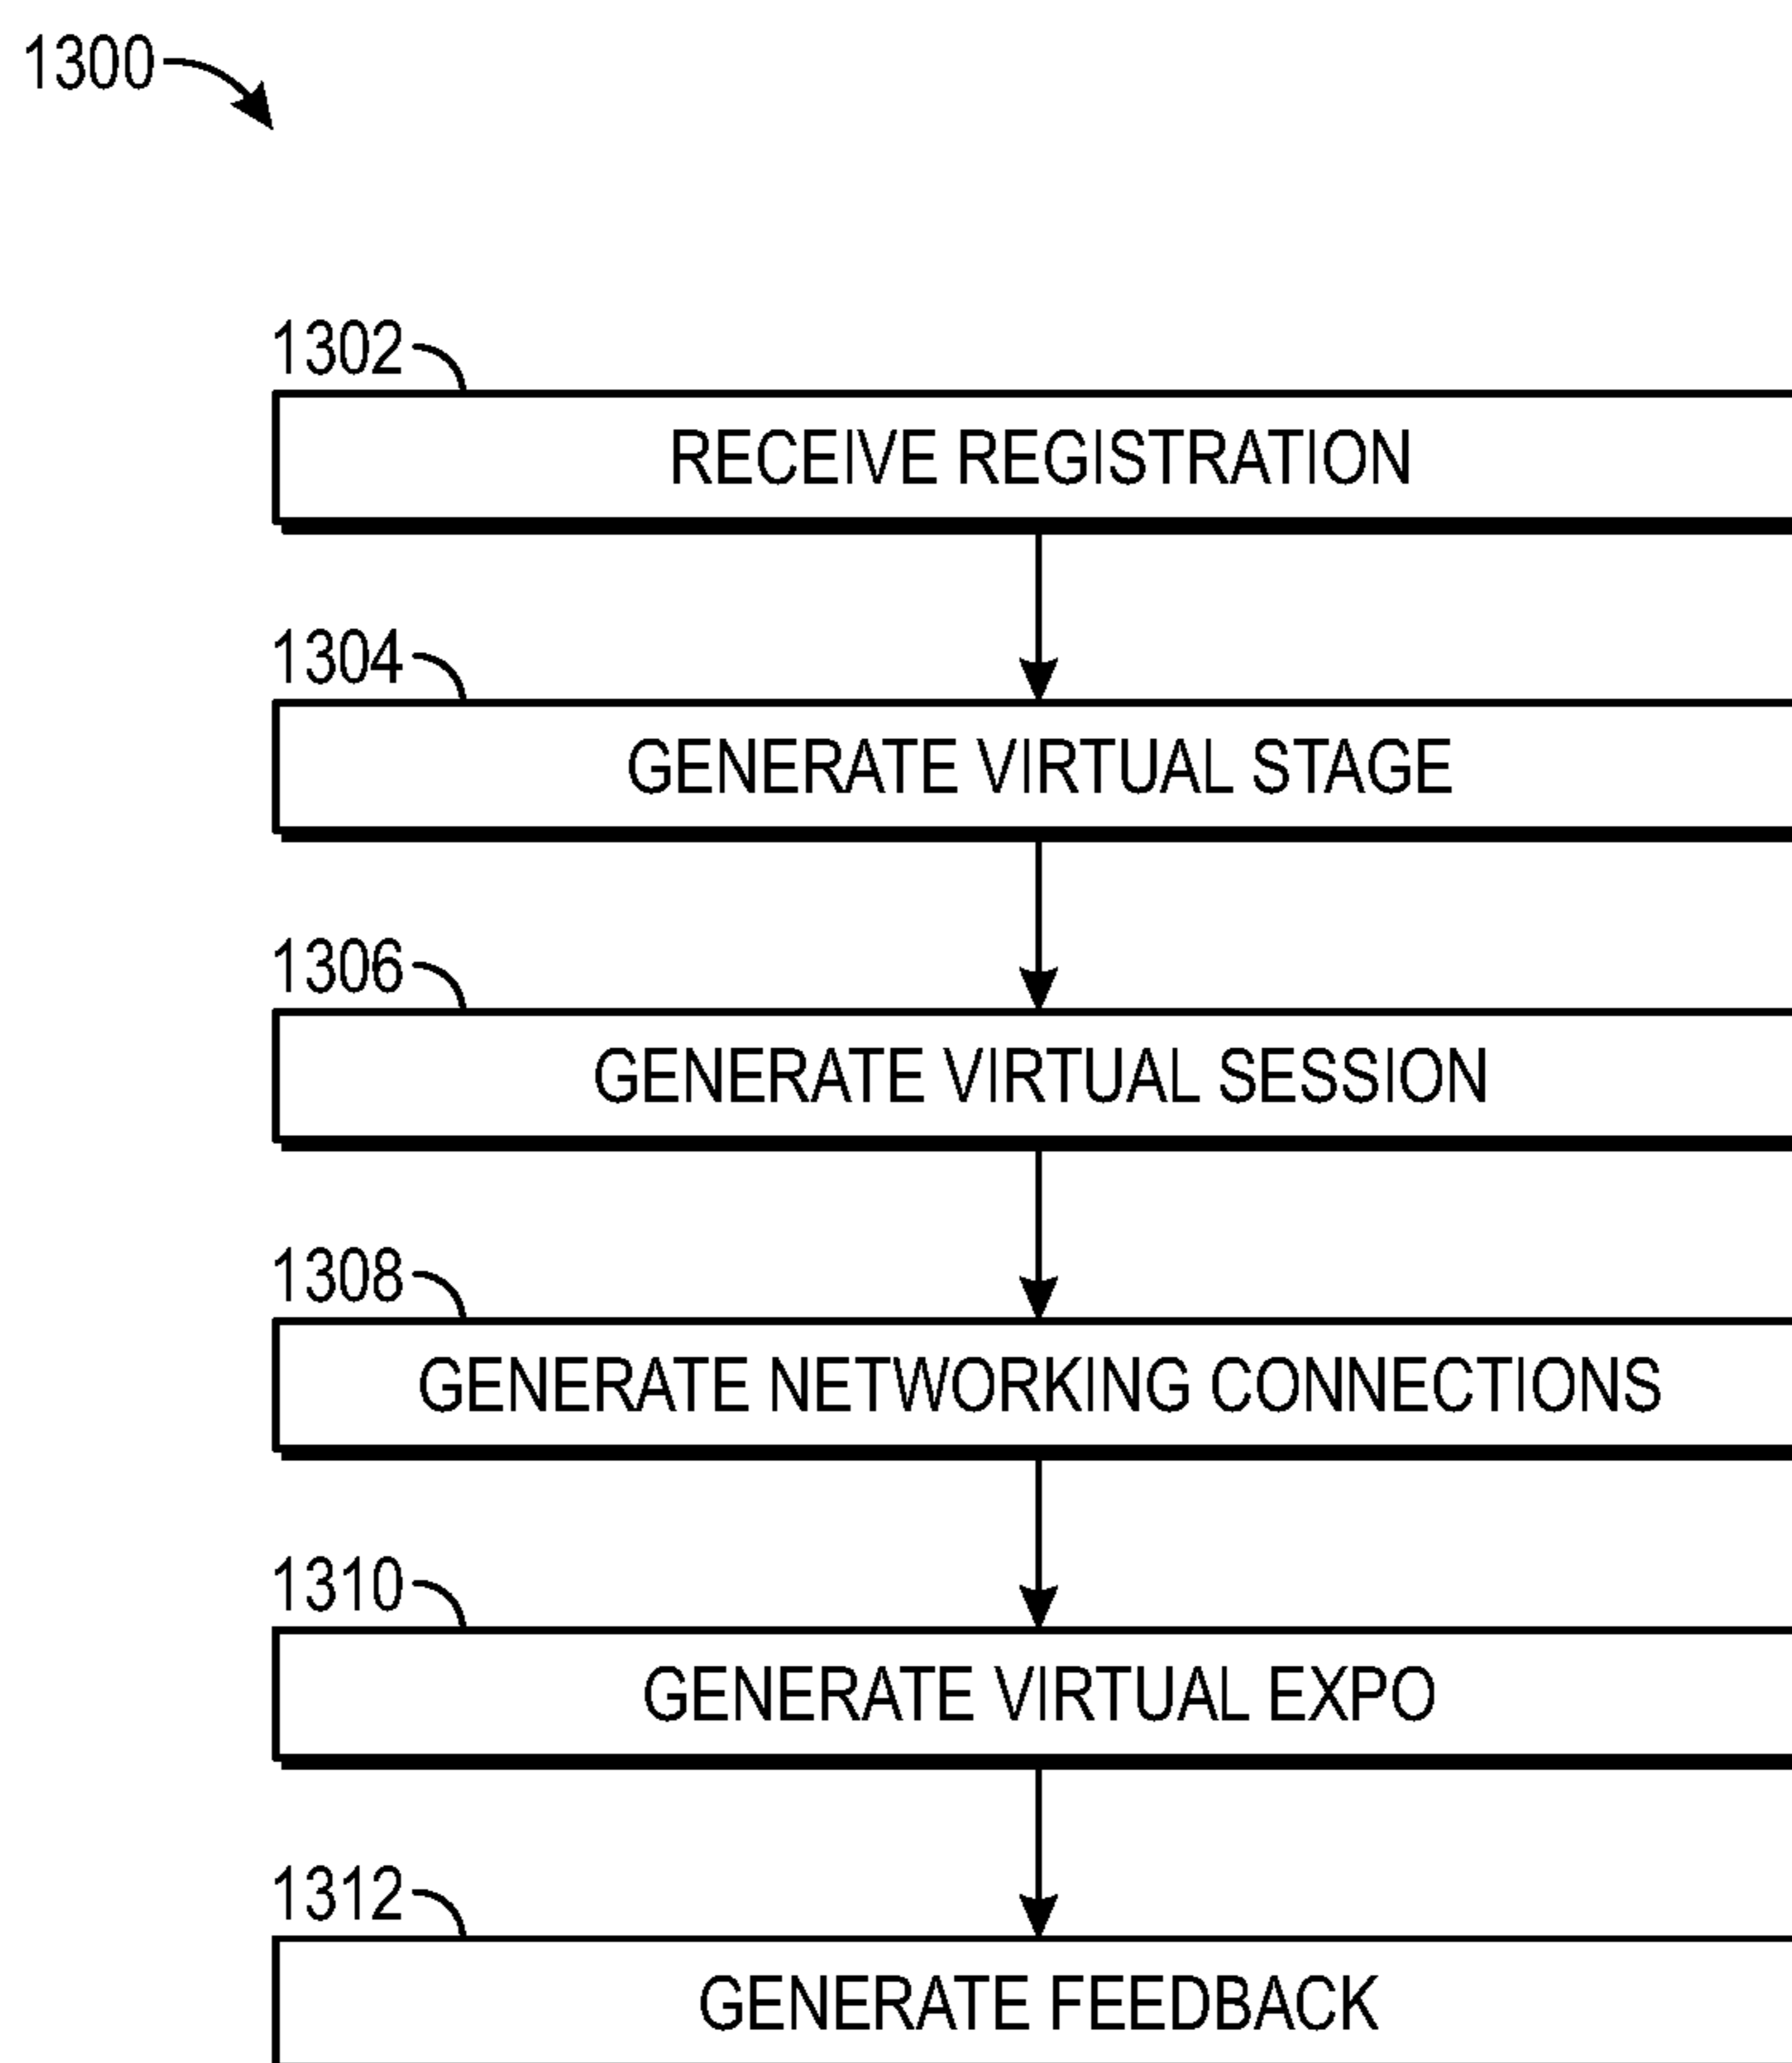 1300
1302
RECEIVE REGISTRATION
1304
GENERATE VIRTUAL STAGE
1306
GENERATE VIRTUAL SESSION
1308
GENERATE NETWORKING CONNECTIONS
1310
GENERATE VIRTUAL EXPO
1312
GENERATE FEEDBACK